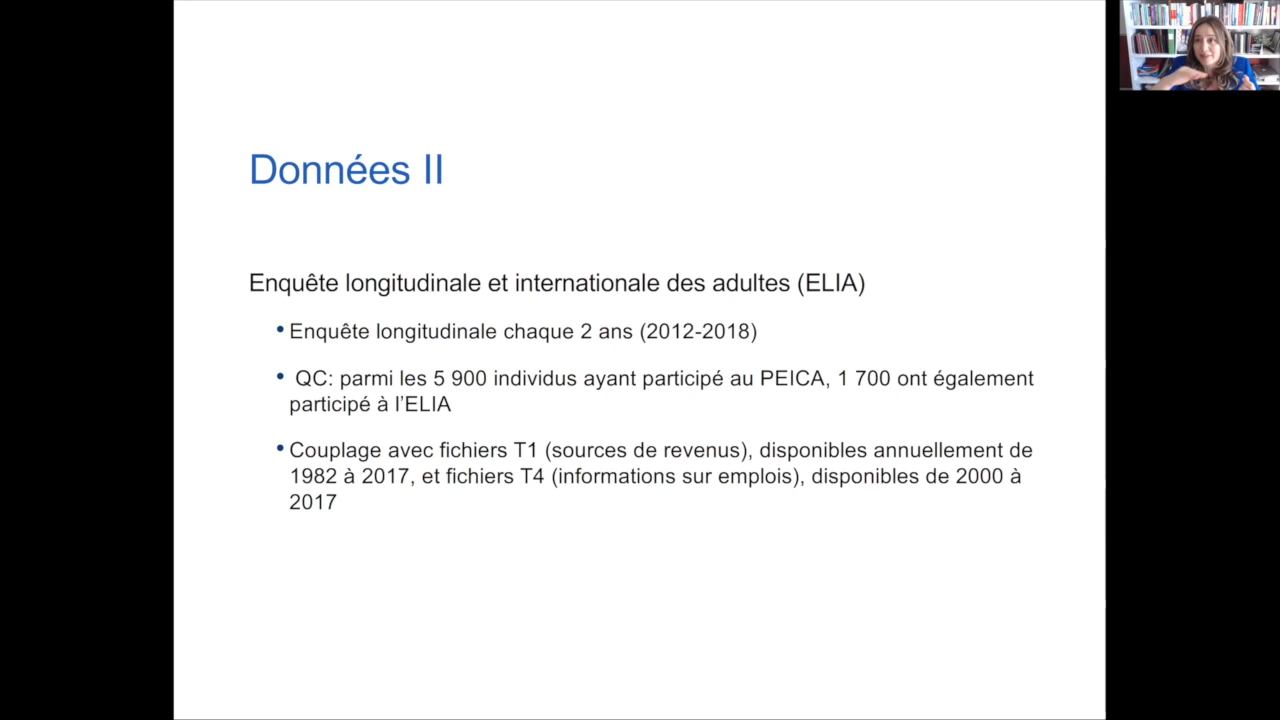 Données II
Enquête longitudinale et internationale des adultes (ELIA)
• Enquête longitudinale chaque 2 ans (2012-2018)
• QC: parmi les 5 900 individus ayant participé au PEICA, 1 700 ont également
participé à l’ELIA
• Couplage avec fichiers T1 (sources de revenus), disponibles annuellement de
1982 à 2017, et fichiers T4 (informations sur emplois), disponibles de 2000 à
2017